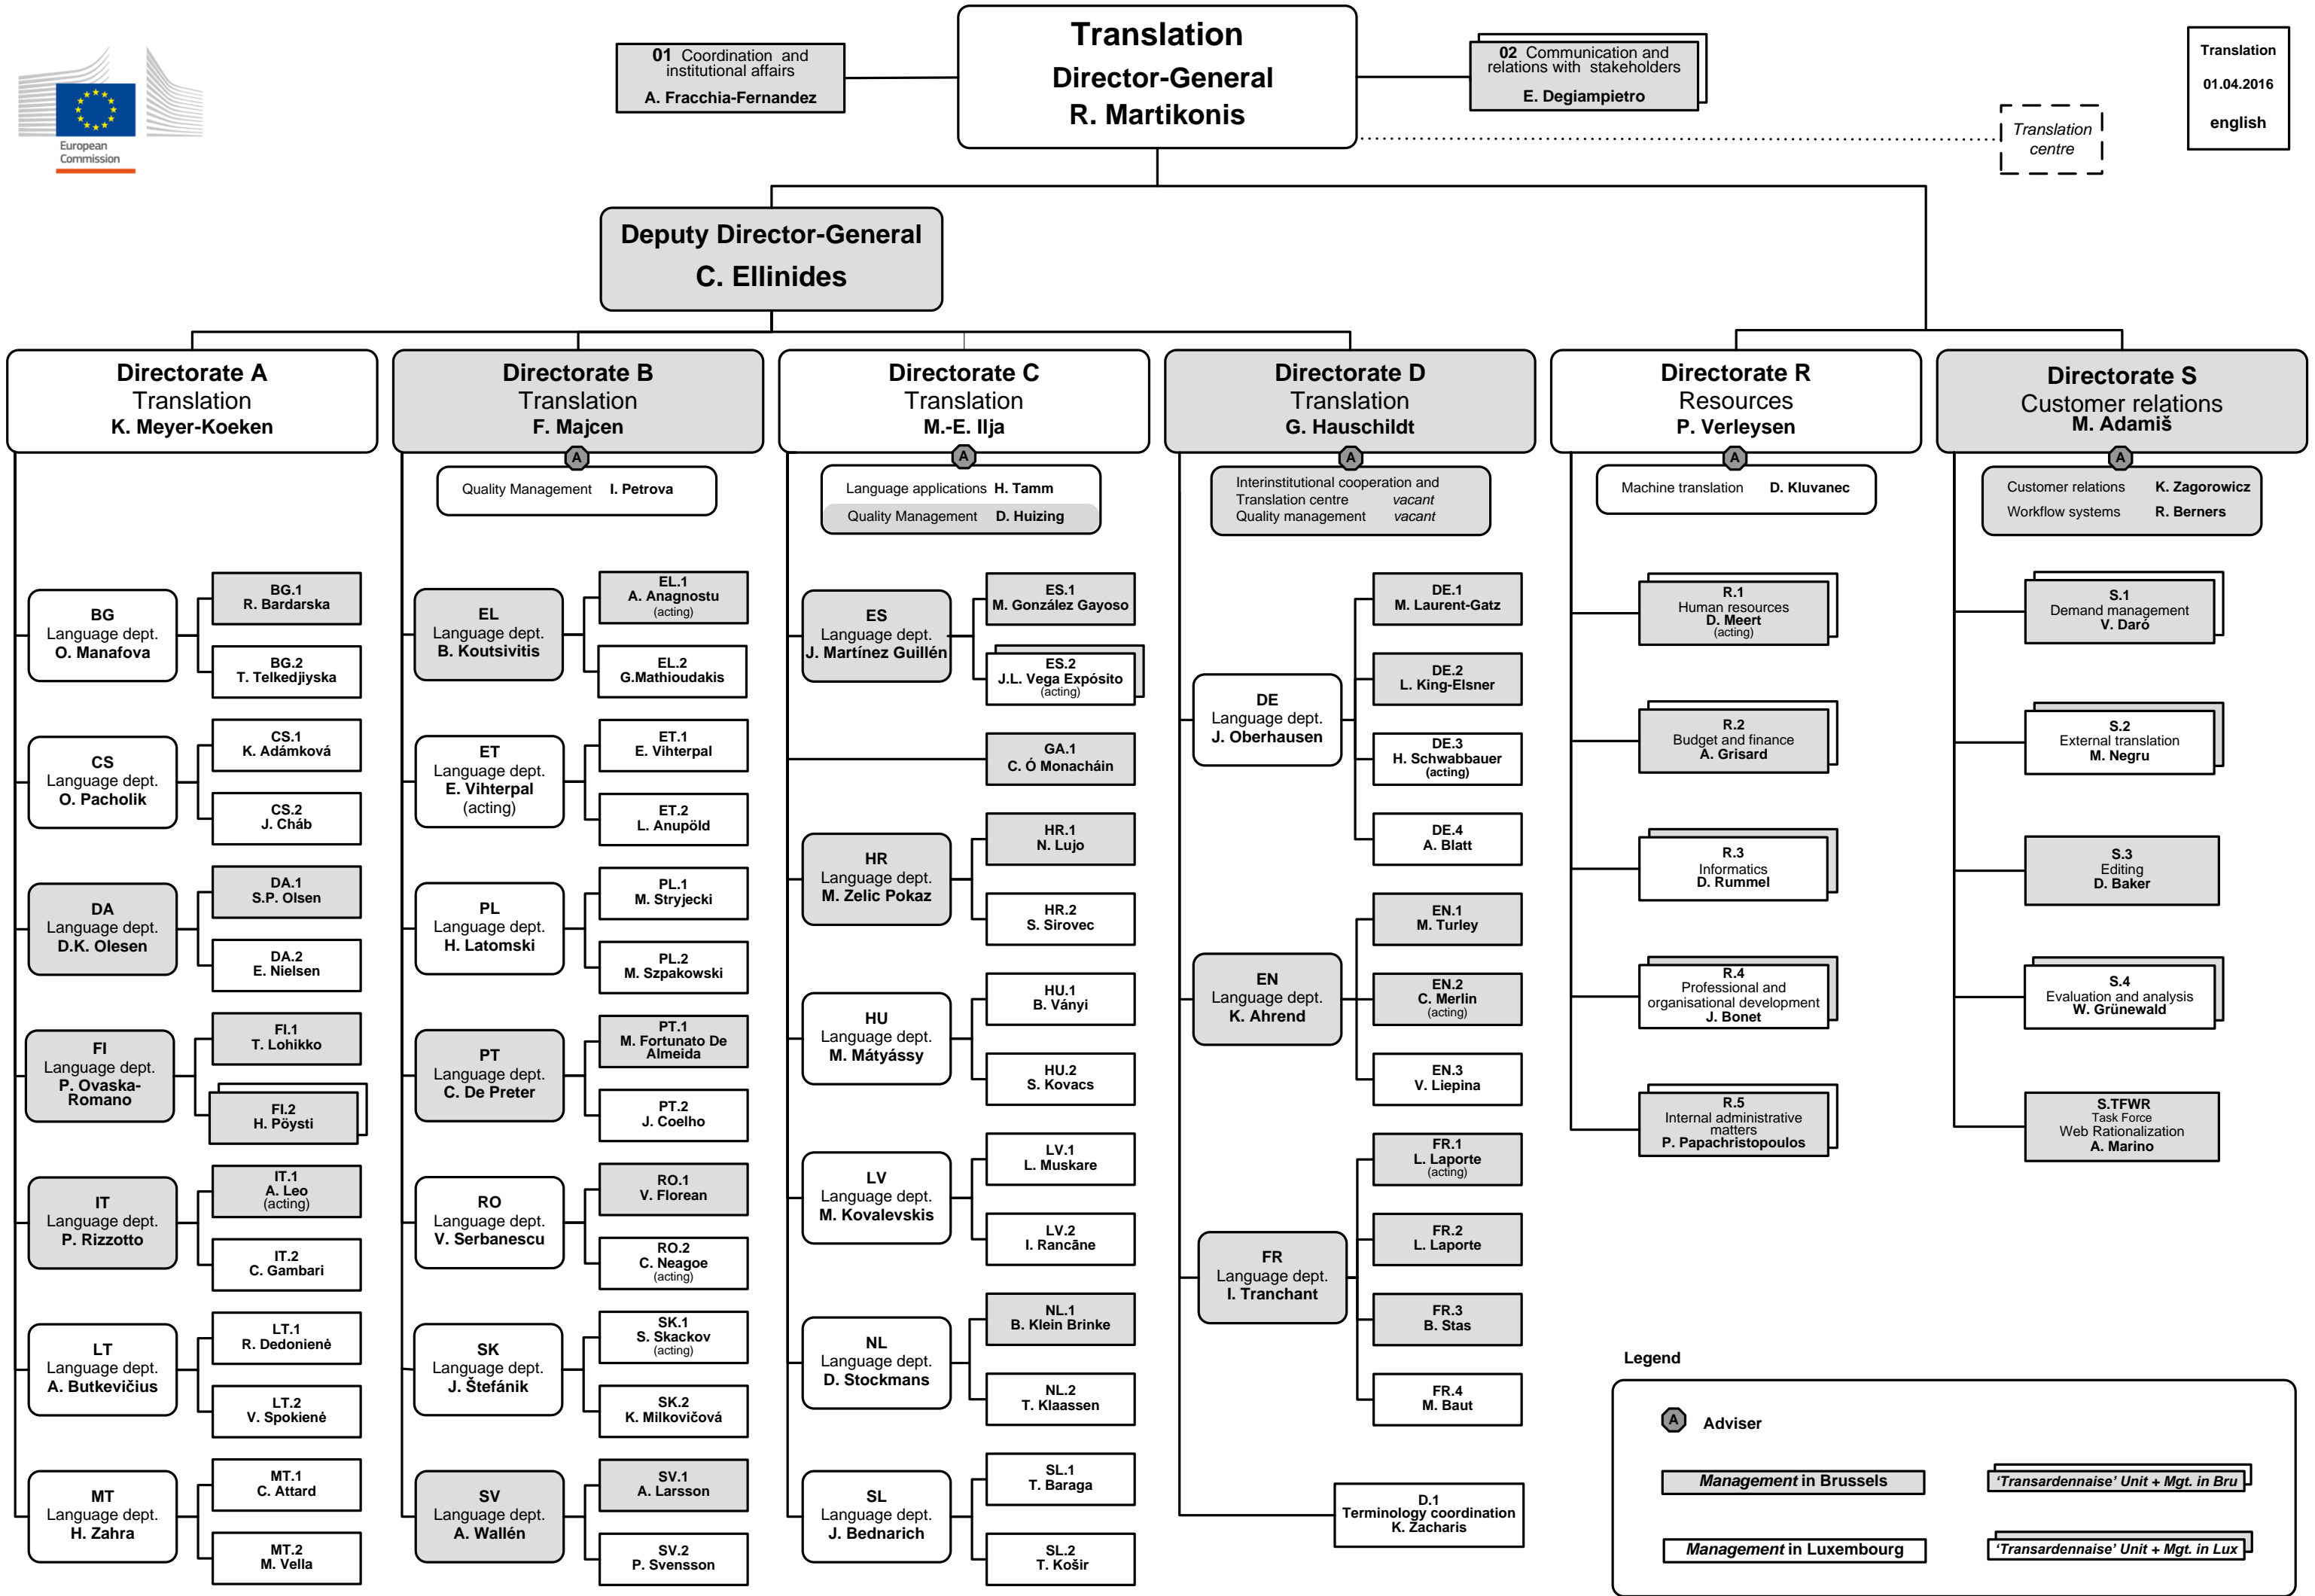 European
Commission
01 Coordination and
institutional affairs
A. Fracchia-Fernandez
Translation
Director-General
R. Martikonis
02 Communication and
relations with stakeholders
E. Degiampietro
Translation
01.04.2016
english
Translation
centre
Deputy Director-General
C. Ellinides
Directorate A
Translation
K. Meyer-Koeken
Directorate B
Translation
F. Majcen
Directorate C
Translation
M.-E. Ilja
Directorate D
Translation
G. Hauschildt
Directorate R
Resources
P. Verleysen
Directorate S
Customer relations
M. Adamiš
A
Quality Management I. Petrova
A
Language applications H. Tamm
Quality Management D. Huizing
A
Interinstitutional cooperation and
Translation centre vacant
Quality management vacant
A
Machine translation D. Kluvanec
A
Customer relations K. Zagorowicz
Workflow systems R. Berners
BG
Language dept.
O. Manafova
BG.1
R. Bardarska
BG.2
T. Telkedjiyska
CS
Language dept.
O. Pacholik
CS.1
K. Adámková
CS.2
J. Cháb
DA
Language dept.
D.K. Olesen
DA.1
S.P. Olsen
DA.2
E. Nielsen
FI
Language dept.
P. Ovaska-
Romano
FI.1
T. Lohikko
FI.2
H. Pöysti
IT
Language dept.
P. Rizzotto
IT.1
A. Leo
(acting)
IT.2
C. Gambari
LT
Language dept.
A. Butkevičius
LT.1
R. Dedonienė
LT.2
V. Spokienė
MT
Language dept.
H. Zahra
MT.1
C. Attard
MT.2
M. Vella
EL
Language dept.
B. Koutsivitis
EL.1
A. Anagnostu
(acting)
EL.2
G.Mathioudakis
ET
Language dept.
E. Vihterpal
(acting)
ET.1
E. Vihterpal
ET.2
L. Anupõld
PL
Language dept.
H. Latomski
PL.1
M. Stryjecki
PL.2
M. Szpakowski
PT
Language dept.
C. De Preter
PT.1
M. Fortunato De
Almeida
PT.2
J. Coelho
RO
Language dept.
V. Serbanescu
RO.1
V. Florean
RO.2
C. Neagoe
(acting)
SK
Language dept.
J. Štefánik
SK.1
S. Skackov
(acting)
SK.2
K. Milkovičová
SV
Language dept.
A. Wallén
SV.1
A. Larsson
SV.2
P. Svensson
ES
Language dept.
J. Martínez Guillén
ES.1
M. González Gayoso
ES.2
J.L. Vega Expósito
(acting)
GA.1
C. Ó Monacháin
HR
Language dept.
M. Zelic Pokaz
HR.1
N. Lujo
HR.2
S. Sirovec
HU
Language dept.
M. Mátyássy
HU.1
B. Ványi
HU.2
S. Kovacs
LV
Language dept.
M. Kovalevskis
LV.1
L. Muskare
LV.2
I. Rancāne
NL
Language dept.
D. Stockmans
NL.1
B. Klein Brinke
NL.2
T. Klaassen
SL
Language dept.
J. Bednarich
SL.1
T. Baraga
SL.2
T. Košir
DE
Language dept.
J. Oberhausen
DE.1
M. Laurent-Gatz
DE.2
L. King-Elsner
DE.3
H. Schwabbauer
(acting)
DE.4
A. Blatt
EN
Language dept.
K. Ahrend
EN.1
M. Turley
EN.2
C. Merlin
(acting)
EN.3
V. Liepina
FR
Language dept.
I. Tranchant
FR.1
L. Laporte
(acting)
FR.2
L. Laporte
FR.3
B. Stas
FR.4
M. Baut
D.1
Terminology coordination
K. Zacharis
R.1
Human resources
D. Meert
(acting)
R.2
Budget and finance
A. Grisard
R.3
Informatics
D. Rummel
R.4
Professional and
organisational development
J. Bonet
R.5
Internal administrative
matters
P. Papachristopoulos
S.1
Demand management
V. Daró
S.2
External translation
M. Negru
S.3
Editing
D. Baker
S.4
Evaluation and analysis
W. Grünewald
S.TFWR
Task Force
Web Rationalization
A. Marino
Legend
A Adviser
Management in Brussels
'Transardennaise' Unit + Mgt. in Bru
Management in Luxembourg
'Transardennaise' Unit + Mgt. in Lux